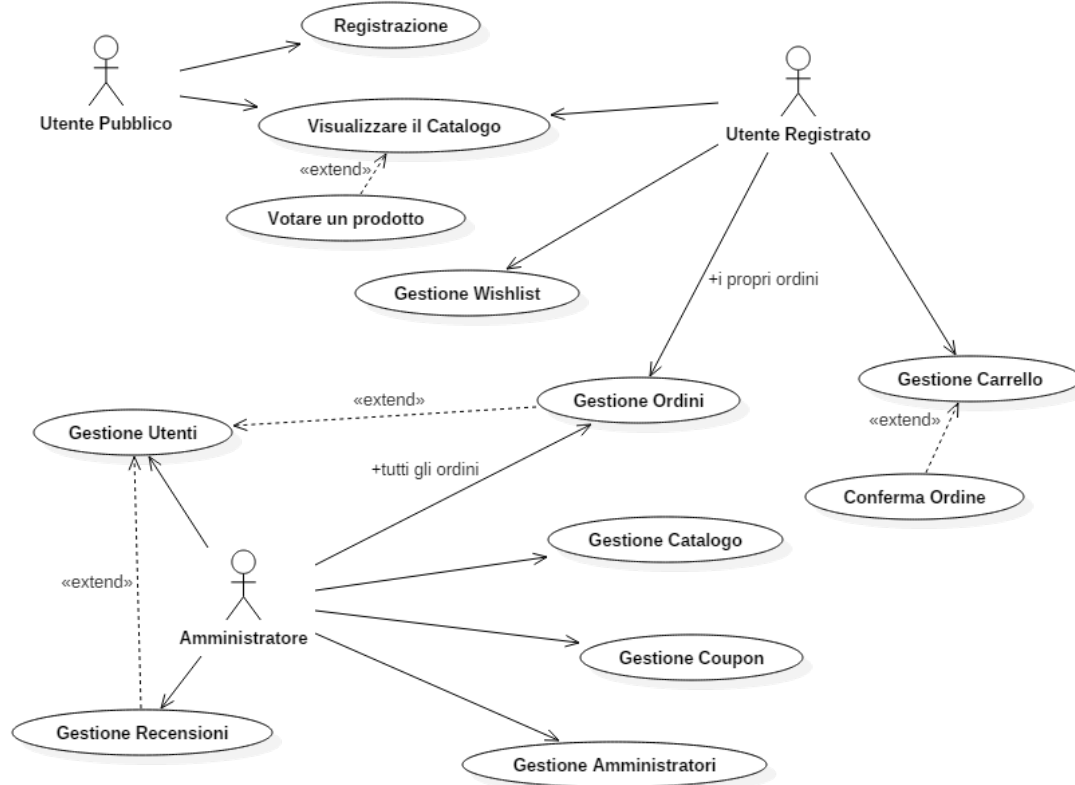 Registrazione
Utente Pubblico
Visualizzare il Catalogo
Utente Registrato
«extend»
Votare un prodotto
Gestione Wishlist
+i propri ordini
Gestione Carrello
«extend»
Gestione Ordini
«extend»
Gestione Utenti
+tutti gli ordini
Conferma Ordine
Gestione Catalogo
«extend»
Amministratore
Gestione Coupon
Gestione Recensioni
Gestione Amministratori